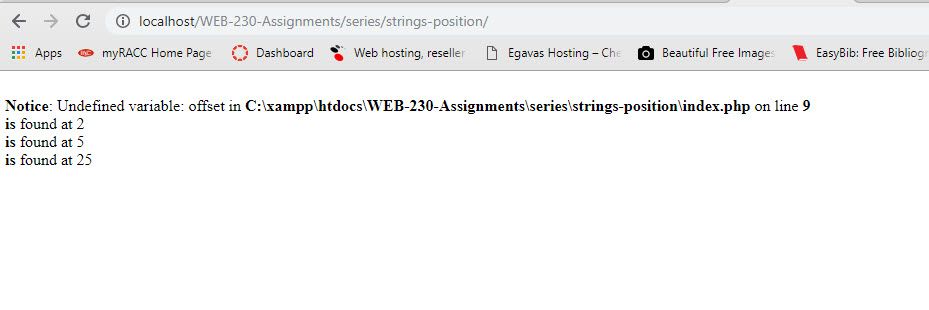 localhost/WEB-230-Assignments/series/strings-position/
Apps myRACC Home Page Dashboard Web hosting, reseller Egavas Hosting – Che Beautiful Free Images EasyBib: Free Bibliogr
Notice: Undefined variable: offset in C:\xampp\htdocs\WEB-230-Assignments\series\strings-position\index.php on line 9
is found at 2
is found at 5
is found at 25